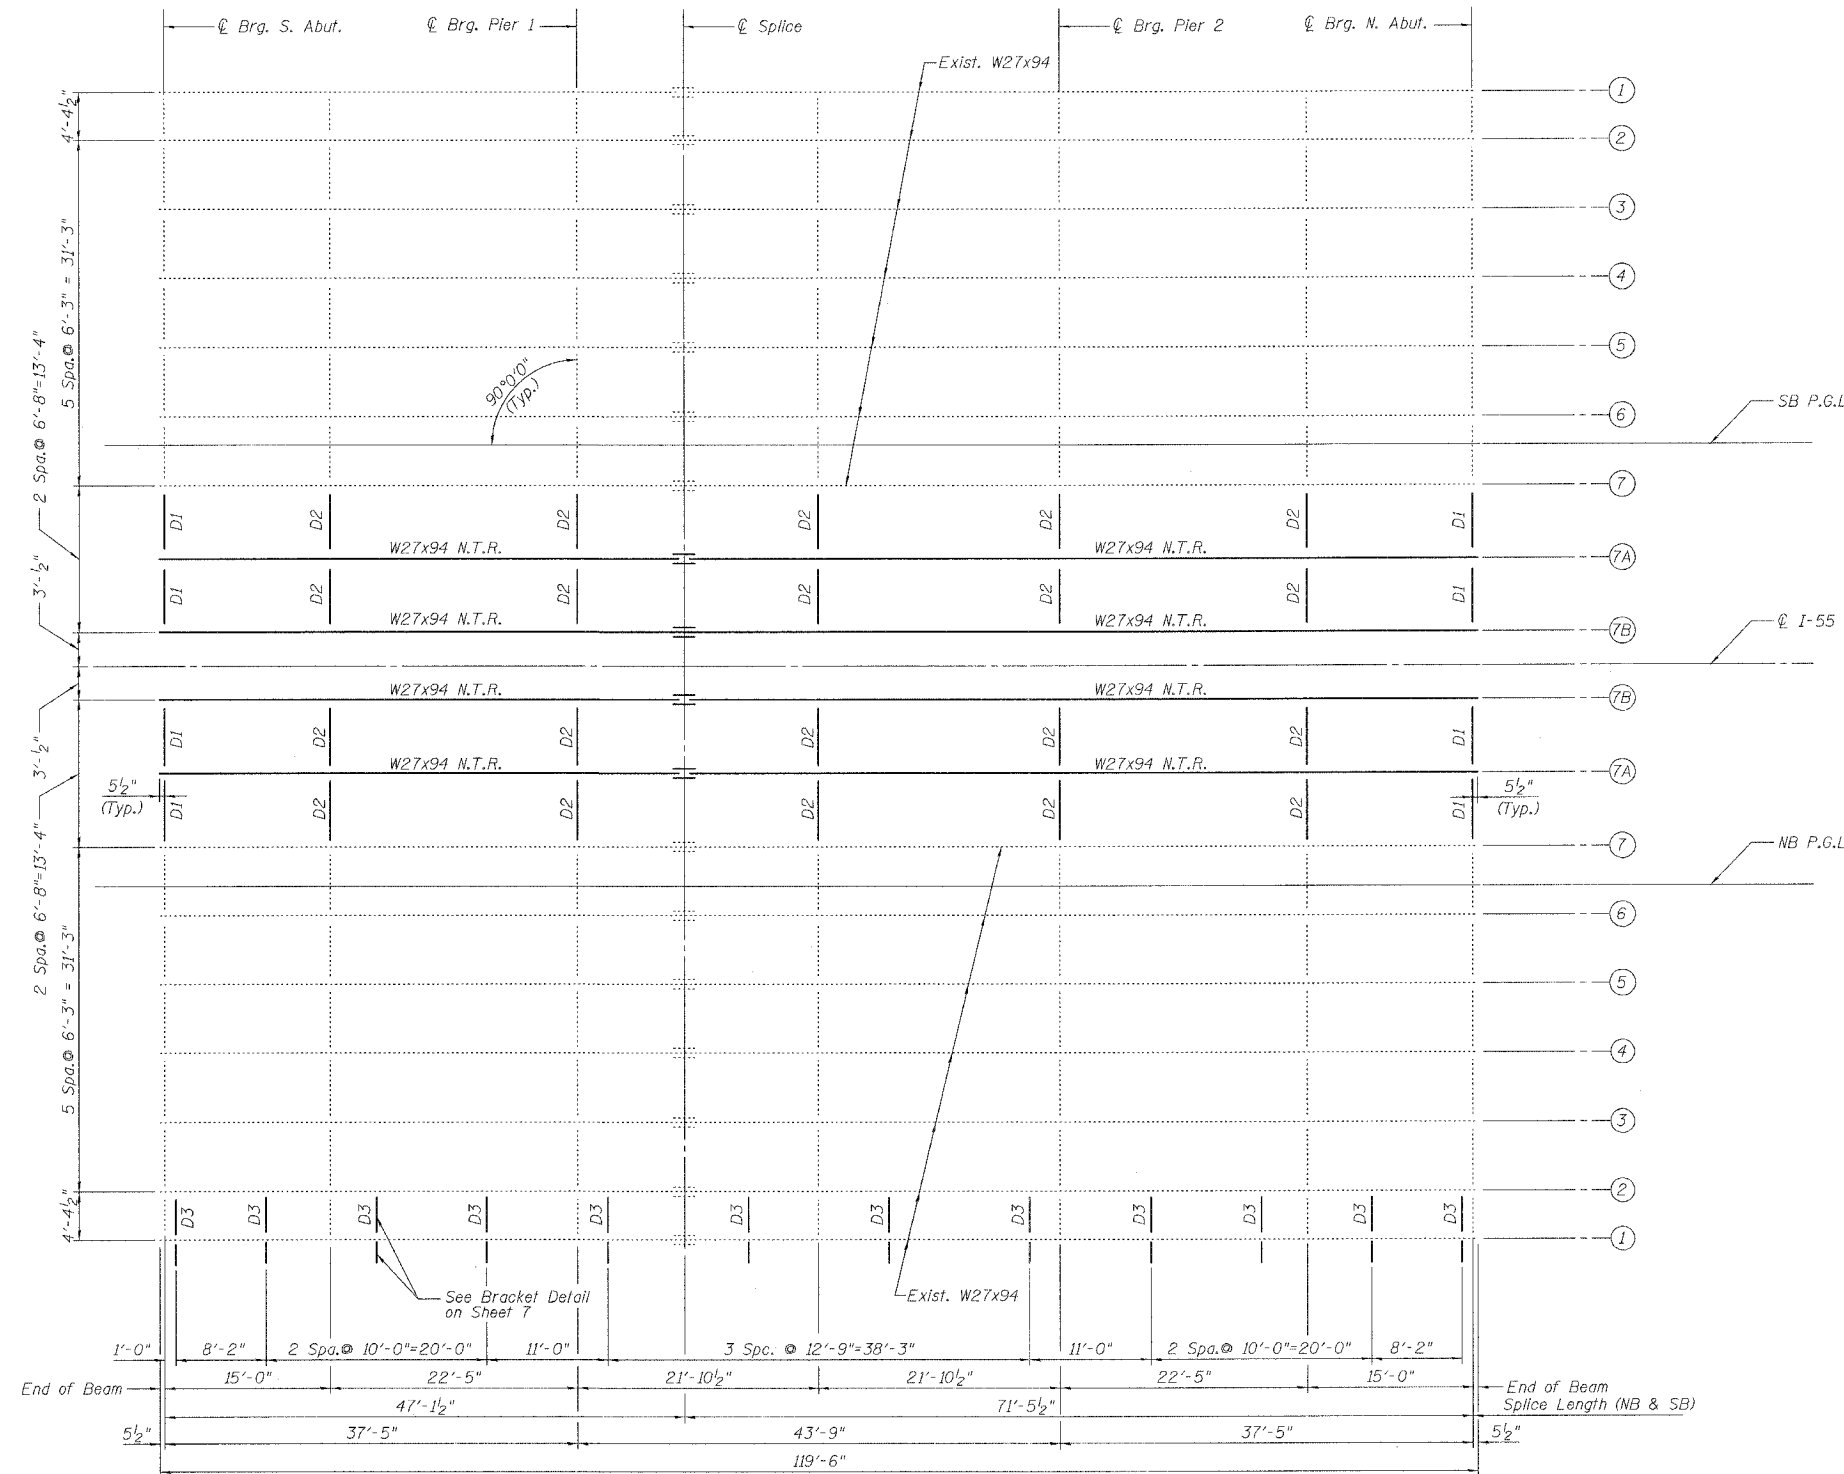 ℄ Brg. S. Abut.
℄ Brg. Pier 1
℄ Splice
℄ Brg. Pier 2
℄ Brg. N. Abut.
Exist. W27x94
4'-4½"
5 Spa.@ 6'-3" = 31'-3"
2 Spa.@ 6'-8"=13'-4"
3'-½"
90°0'0"
(Typ.)
1
2
3
4
5
6
SB P.G.L
7
D1 D2 D2 D2 D2 D2 D1
W27x94 N.T.R. W27x94 N.T.R. 7A
D1 D2 D2 D2 D2 D2 D1
W27x94 N.T.R. W27x94 N.T.R. 7B
℄ I-55
W27x94 N.T.R. W27x94 N.T.R. 7B
D1 D2 D2 D2 D2 D2 D1
W27x94 N.T.R. W27x94 N.T.R. 7A
5½"
(Typ.)
D1 D2 D2 D2 D2 D2 D1
5½"
(Typ.)
7
NB P.G.L
6
5
4
3
2
3'-½"
2 Spa.@ 6'-8"=13'-4"
5 Spa.@ 6'-3" = 31'-3"
4'-4½"
D3 D3 D3 D3 D3 D3 D3 D3 D3 D3 D3 D3
1
See Bracket Detail
on Sheet 7
Exist. W27x94
1'-0" 8'-2" 2 Spa.@ 10'-0"=20'-0" 11'-0" 3 Spc. @ 12'-9"=38'-3" 11'-0" 2 Spa.@ 10'-0"=20'-0" 8'-2"
End of Beam 15'-0" 22'-5" 21'-10½" 21'-10½" 22'-5" 15'-0" End of Beam
47'-1½" 71'-5½" Splice Length (NB & SB)
5½" 37'-5" 43'-9" 37'-5" 5½"
119'-6"